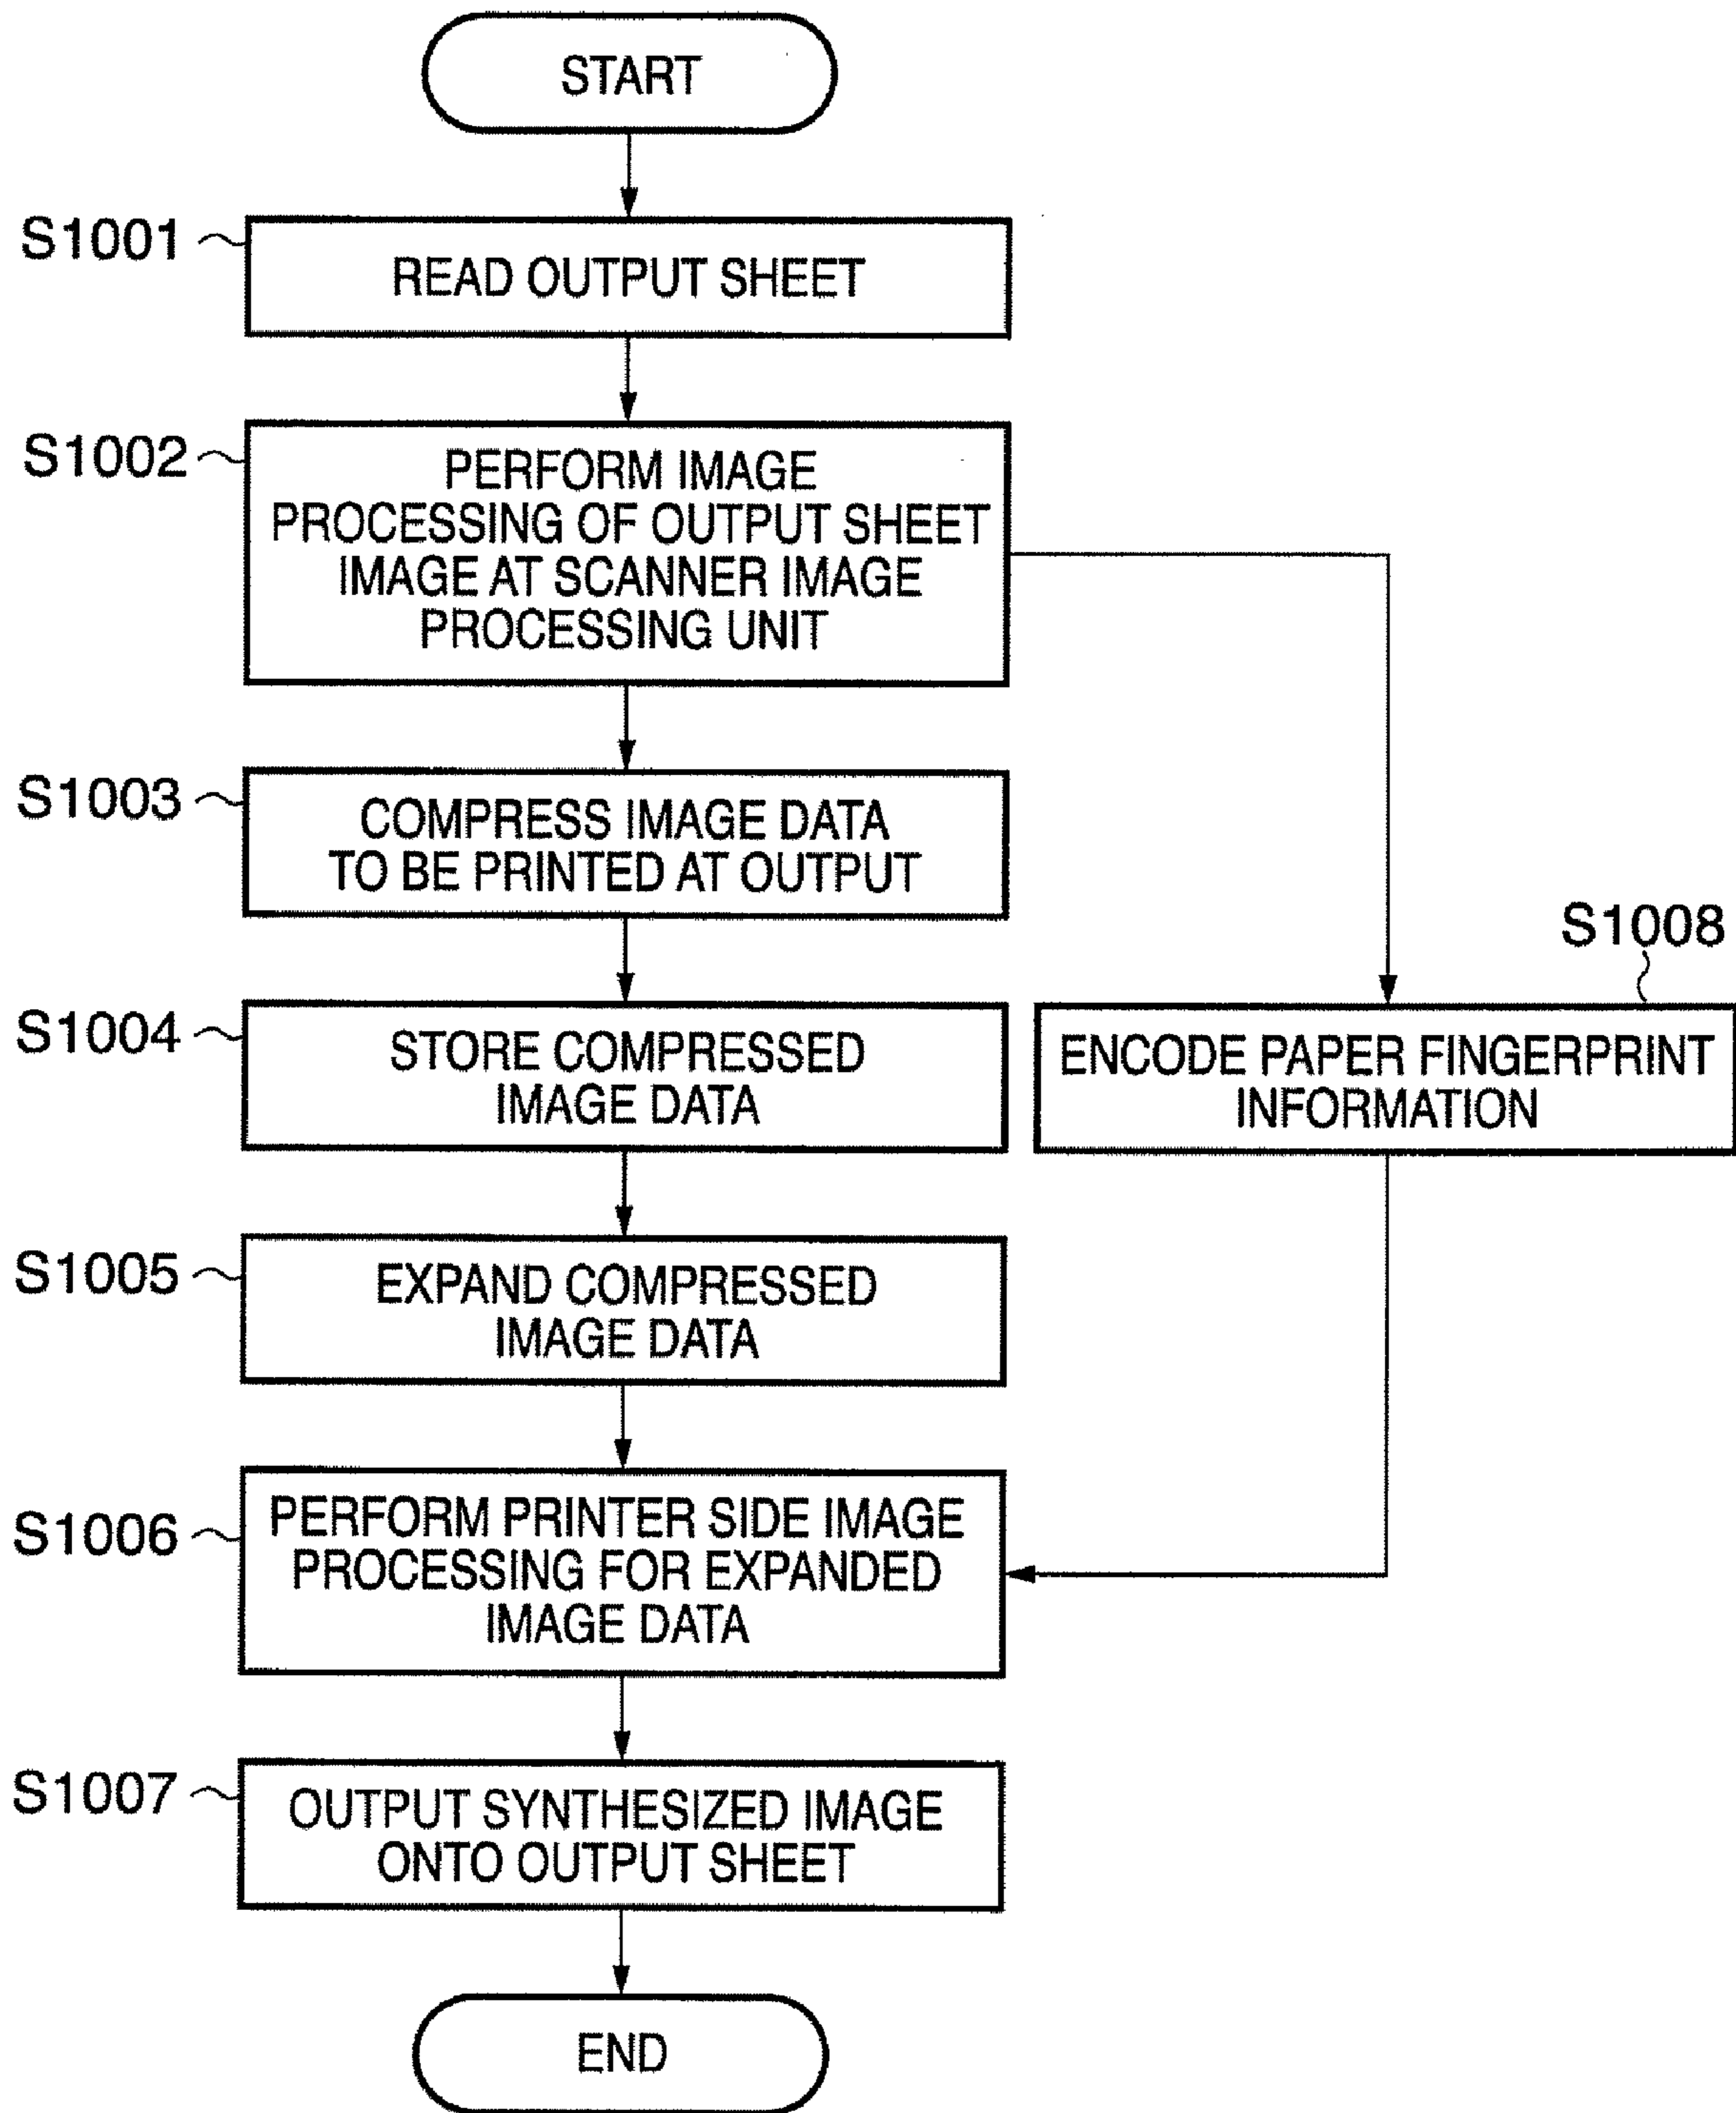 START
S1001
READ OUTPUT SHEET
S1002
PERFORM IMAGE
PROCESSING OF OUTPUT SHEET
IMAGE AT SCANNER IMAGE
PROCESSING UNIT
S1003
COMPRESS IMAGE DATA
TO BE PRINTED AT OUTPUT
S1008
S1004
STORE COMPRESSED
IMAGE DATA
ENCODE PAPER FINGERPRINT
INFORMATION
S1005
EXPAND COMPRESSED
IMAGE DATA
S1006
PERFORM PRINTER SIDE IMAGE
PROCESSING FOR EXPANDED
IMAGE DATA
S1007
OUTPUT SYNTHESIZED IMAGE
ONTO OUTPUT SHEET
END